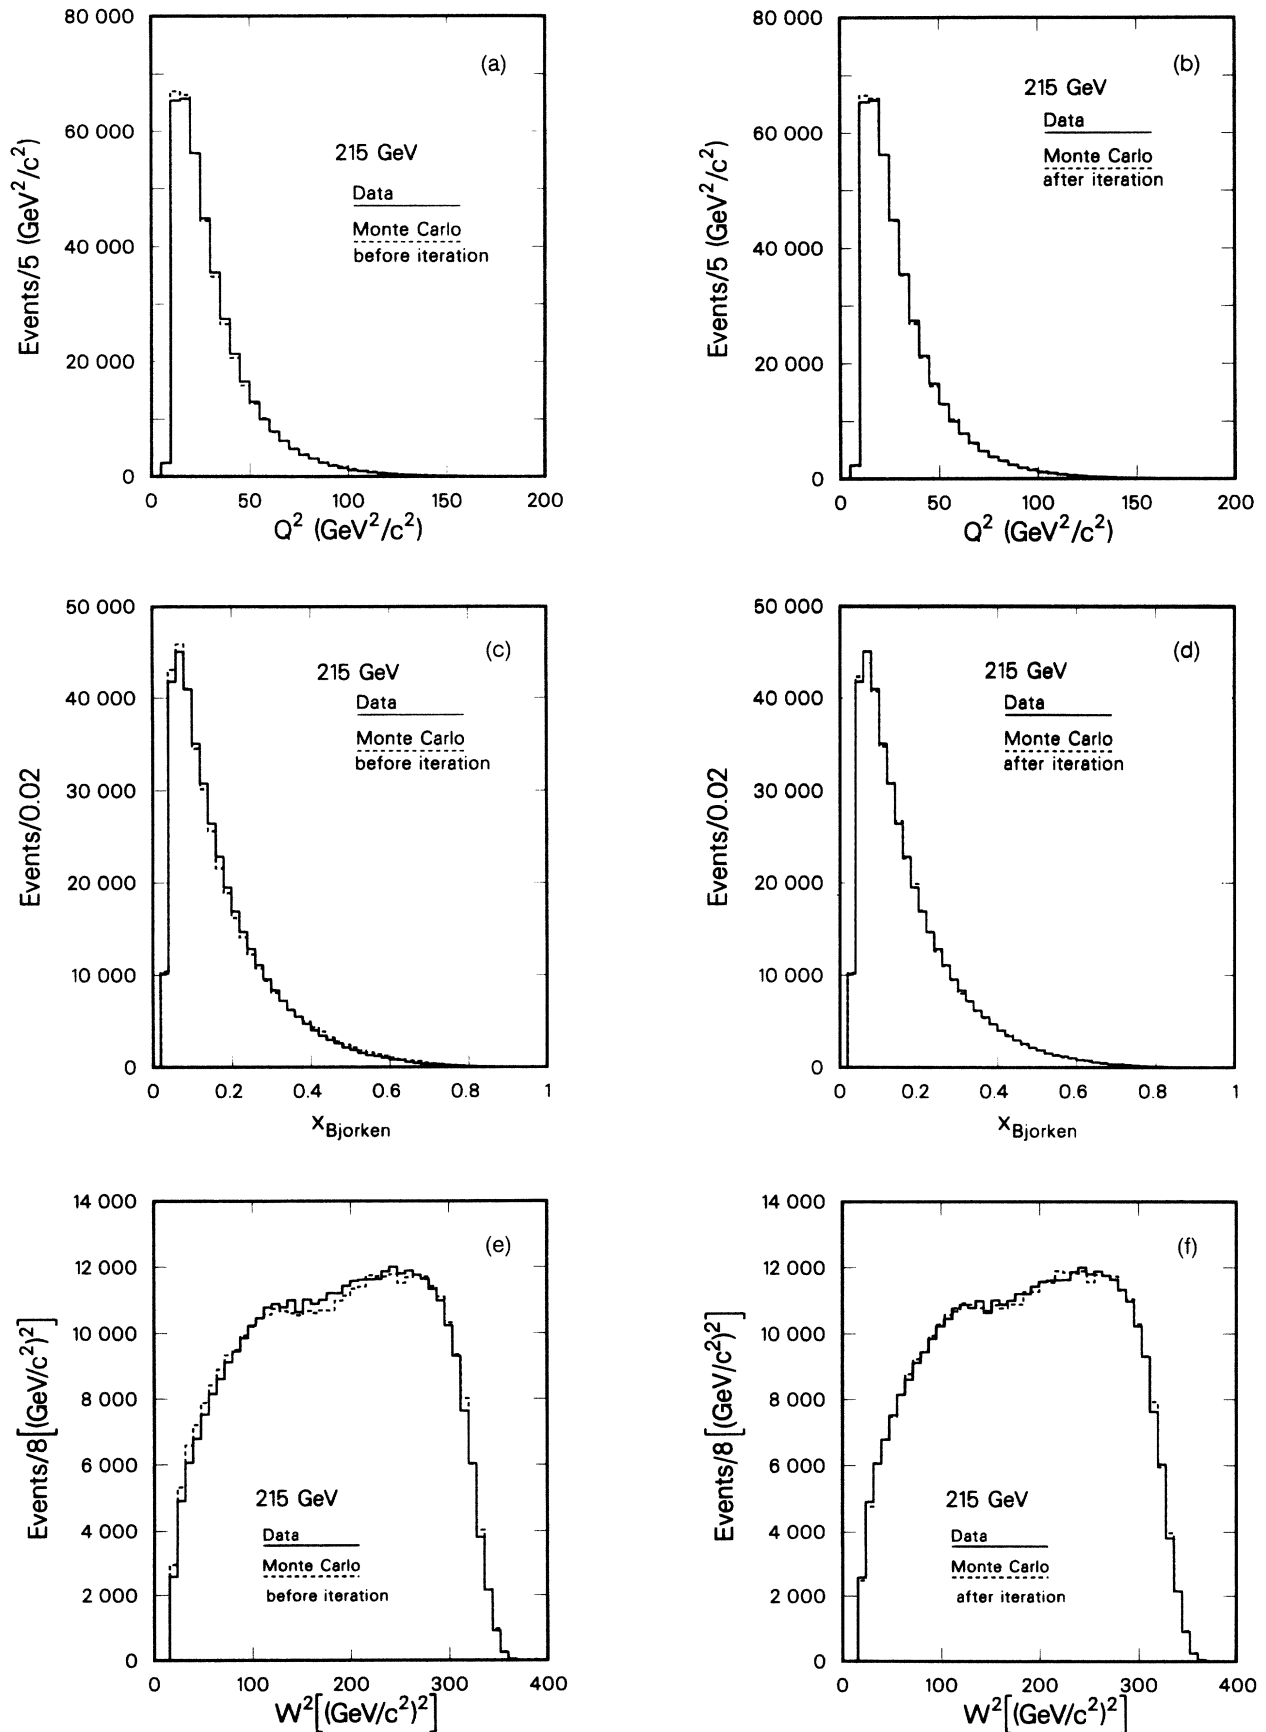 80 000
(a)
60 000
40 000
20 000
0
Events/5 (GeV²/c²)
215 GeV
Data
Monte Carlo
before iteration
0 50 100 150 200
Q² (GeV²/c²)
80 000
(b)
60 000
40 000
20 000
0
Events/5 (GeV²/c²)
215 GeV
Data
Monte Carlo
after iteration
0 50 100 150 200
Q² (GeV²/c²)
50 000
(c)
40 000
30 000
20 000
10 000
0
Events/0.02
215 GeV
Data
Monte Carlo
before iteration
0 0.2 0.4 0.6 0.8 1
x_Bjorken
50 000
(d)
40 000
30 000
20 000
10 000
0
Events/0.02
215 GeV
Data
Monte Carlo
after iteration
0 0.2 0.4 0.6 0.8 1
x_Bjorken
14 000
(e)
12 000
10 000
8 000
6 000
4 000
2 000
0
Events/8[(GeV/c)²]
215 GeV
Data
Monte Carlo
before iteration
0 100 200 300 400
W²[(GeV/c²)²]
14 000
(f)
12 000
10 000
8 000
6 000
4 000
2 000
0
Events/8[(GeV/c²)²]
215 GeV
Data
Monte Carlo
after iteration
0 100 200 300 400
W²[(GeV/c²)²]